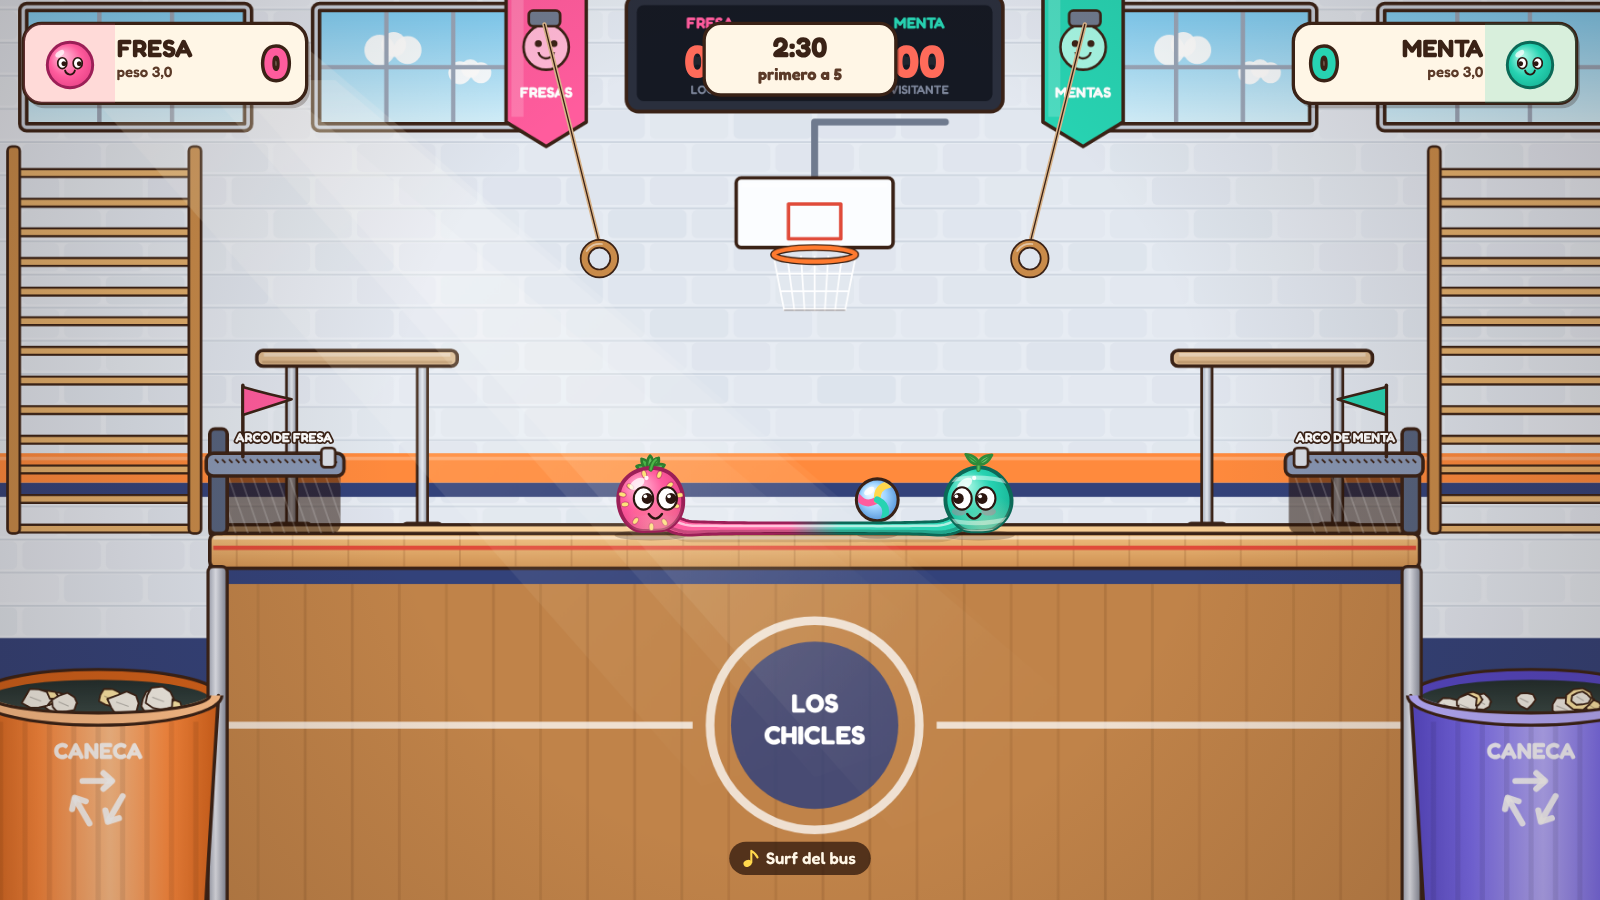 FRESA
peso 3,0
0
FRESAS
FRESA
MENTA
2:30
primero a 5
00
VISITANTE
MENTAS
0
MENTA
peso 3,0
ARCO DE FRESA
ARCO DE MENTA
LOS
CHICLES
CANECA
CANECA
Surf del bus